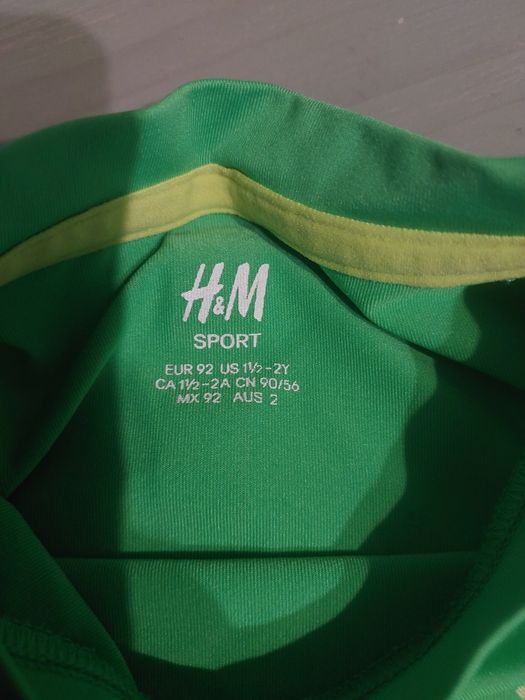 H&M
SPORT
EUR 92 US 1½-2Y
CA 1½-2A CN 90/56
MX 92 AUS 2